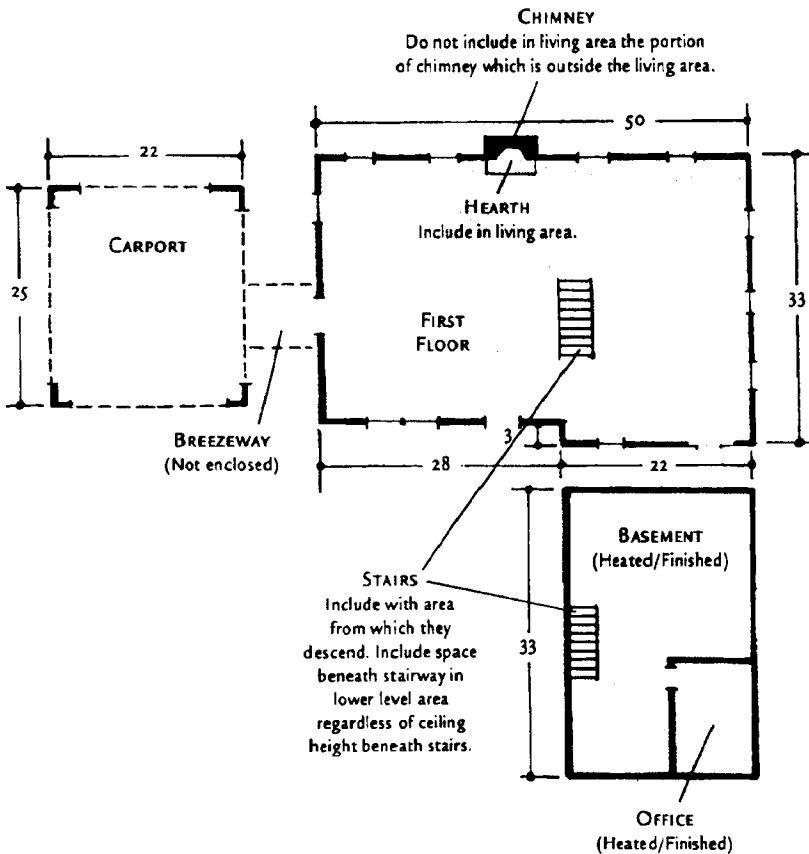 CHIMNEY
Do not include in living area the portion
of chimney which is outside the living area.
50
22
HEARTH
Include in living area.
CARPORT
25
33
FIRST
FLOOR
BREEZEWAY
(Not enclosed)
3
28
22
BASEMENT
(Heated/Finished)
STAIRS
Include with area
from which they
descend. Include space
beneath stairway in
lower level area
regardless of ceiling
height beneath stairs.
33
OFFICE
(Heated/Finished)